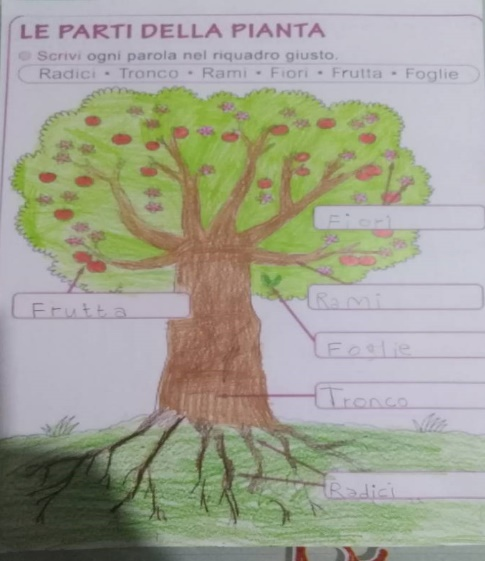 LE PARTI DELLA PIANTA
Scrivi ogni parola nel riquadro giusto.
Radici • Tronco • Rami • Fiori • Frutta • Foglie
Fiori
Rami
Frutta
Foglie
Tronco
Radici